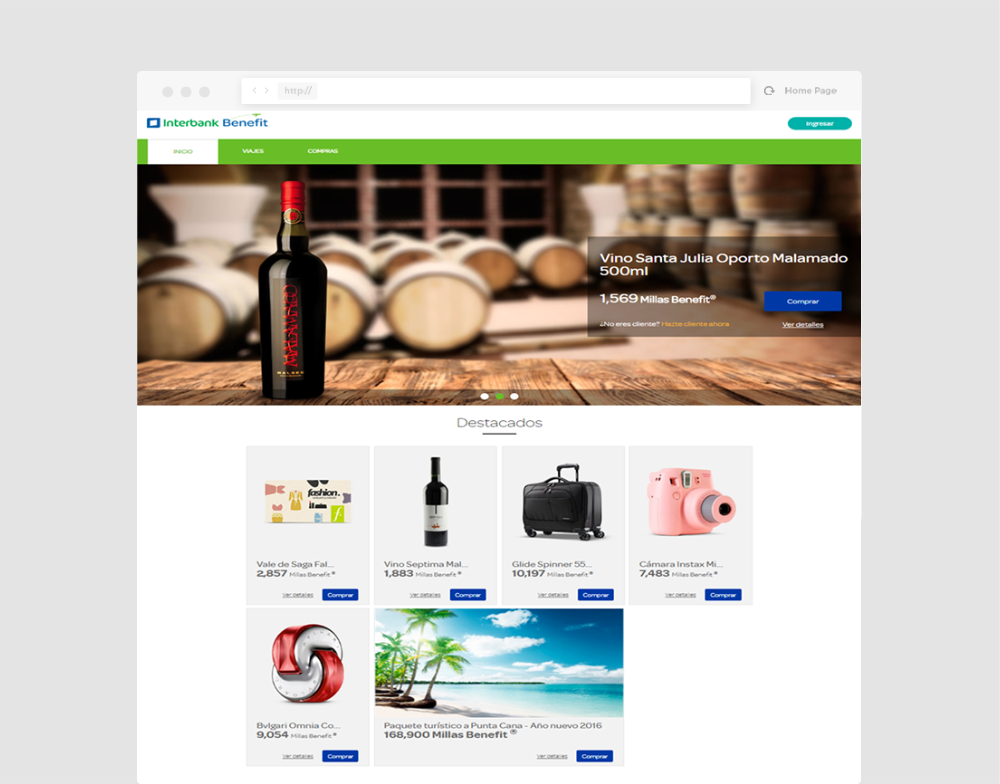 http://
Home Page
Interbank Benefit
Ingresar
INICIO
VIAJES
COMPRAS
Vino Santa Julia Oporto Malamado
500ml
1,569 Millas Benefit®
Comprar
¿No eres cliente? Hazte cliente ahora
Ver detalles
MALAMADO
MALBEC
Destacados
fashion.
f
Vale de Saga Fal...
2,857 Millas Benefit ®
Ver detalles
Comprar
Vino Septima Mal...
1,883 Millas Benefit ®
Ver detalles
Comprar
Glide Spinner 55...
10,197 Millas Benefit ®
Ver detalles
Comprar
Cámara Instax Mi...
7,483 Millas Benefit ®
Ver detalles
Comprar
Bvlgari Omnia Co...
9,054 Millas Benefit ®
Ver detalles
Comprar
Paquete turístico a Punta Cana - Año nuevo 2016
168,900 Millas Benefit ®
Ver detalles
Comprar